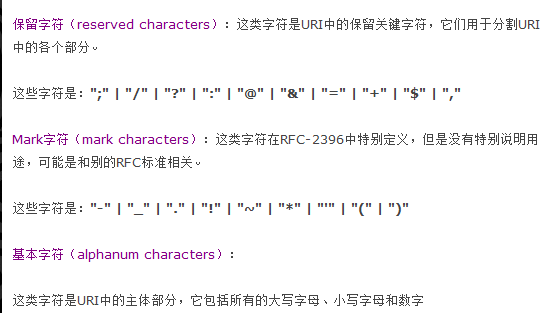 保留字符（reserved characters）：这类字符是URI中的保留关键字符，它们用于分割URI
中的各个部分。
这些字符是：";" | "/" | "?" | ":" | "@" | "&" | "=" | "+" | "$" | ","
Mark字符（mark characters）：这类字符在RFC-2396中特别定义，但是没有特别说明用
途，可能是和别的RFC标准相关。
这些字符是："-" | "_" | "." | "!" | "~" | "*" | "'" | "(" | ")"
基本字符（alphanum characters）：
这类字符是URI中的主体部分，它包括所有的大写字母、小写字母和数字